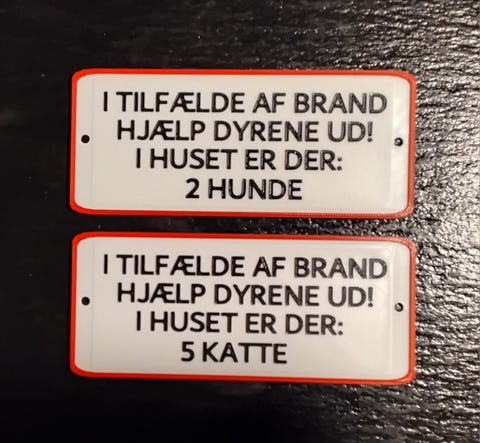 I TILFÆLDE AF BRAND
HJÆLP DYRENE UD!
I HUSET ER DER:
2 HUNDE
I TILFÆLDE AF BRAND
HJÆLP DYRENE UD!
I HUSET ER DER:
5 KATTE